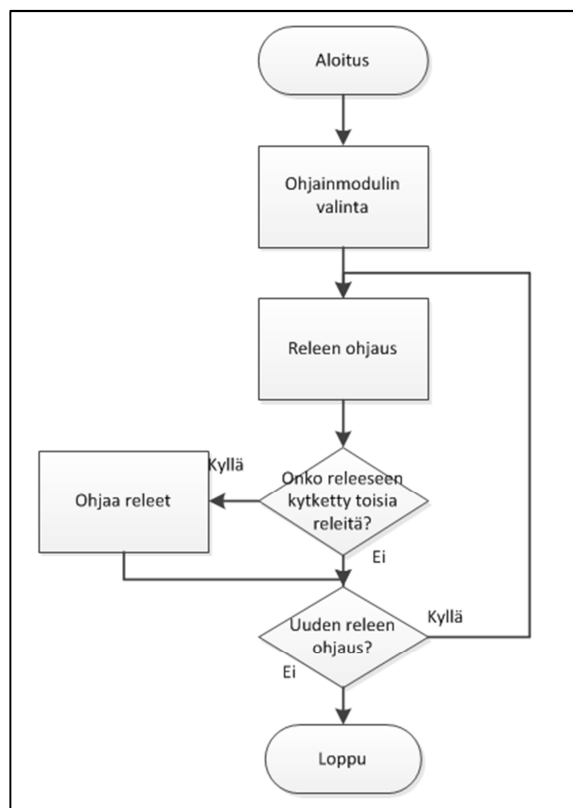 Aloitus
Ohjainmodulin
valinta
Releen ohjaus
Kyllä
Onko releeseen
kytketty toisia
releitä?
Ohjaa releet
Ei
Uuden releen
ohjaus?
Kyllä
Ei
Loppu